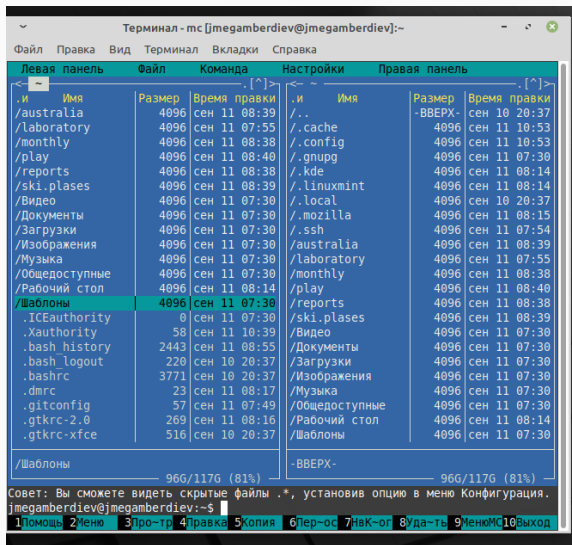 Терминал - mc [jmegamberdiev@jmegamberdiev]:~
Файл Правка Вид Терминал Вкладки Справка
Левая панель Файл Команда Настройки Правая панель
<- ~ .[^]> <- ~ .[^]>
.и Имя Размер Время правки .и Имя Размер Время правки
/australia 4096 сен 11 08:39 /.. -ВВЕРХ- сен 10 20:37
/laboratory 4096 сен 11 07:55 /.cache 4096 сен 11 10:53
/monthly 4096 сен 11 08:38 /.config 4096 сен 11 10:53
/play 4096 сен 11 08:40 /.gnupg 4096 сен 11 07:30
/reports 4096 сен 11 08:38 /.kde 4096 сен 11 08:14
/ski.plases 4096 сен 11 08:39 /.linuxmint 4096 сен 11 08:14
/Видео 4096 сен 11 07:30 /.local 4096 сен 10 20:37
/Документы 4096 сен 11 07:30 /.mozilla 4096 сен 11 08:15
/Загрузки 4096 сен 11 07:30 /.ssh 4096 сен 11 07:54
/Изображения 4096 сен 11 07:30 /australia 4096 сен 11 08:39
/Музыка 4096 сен 11 07:30 /laboratory 4096 сен 11 07:55
/Общедоступные 4096 сен 11 07:30 /monthly 4096 сен 11 08:38
/Рабочий стол 4096 сен 11 08:14 /play 4096 сен 11 08:40
/Шаблоны 4096 сен 11 07:30 /reports 4096 сен 11 08:38
.ICEauthority 0 сен 11 07:30 /ski.plases 4096 сен 11 08:39
.Xauthority 58 сен 11 10:39 /Видео 4096 сен 11 07:30
.bash_history 2443 сен 11 08:55 /Документы 4096 сен 11 07:30
.bash_logout 220 сен 10 20:37 /Загрузки 4096 сен 11 07:30
.bashrc 3771 сен 10 20:37 /Изображения 4096 сен 11 07:30
.dmrc 23 сен 11 08:17 /Музыка 4096 сен 11 07:30
.gitconfig 57 сен 11 07:49 /Общедоступные 4096 сен 11 07:30
.gtkrc-2.0 269 сен 11 08:16 /Рабочий стол 4096 сен 11 08:14
.gtkrc-xfce 516 сен 10 20:37 /Шаблоны 4096 сен 11 07:30
/Шаблоны -ВВЕРХ-
96G/117G (81%) 96G/117G (81%)
Совет: Вы сможете видеть скрытые файлы .*, установив опцию в меню Конфигурация.
jmegamberdiev@jmegamberdiev:~$
1Помощь 2Меню 3Про~тр 4Правка 5Копия 6Пер~ос 7НвК~ог 8Уда~ть 9МенюMC 10Выход